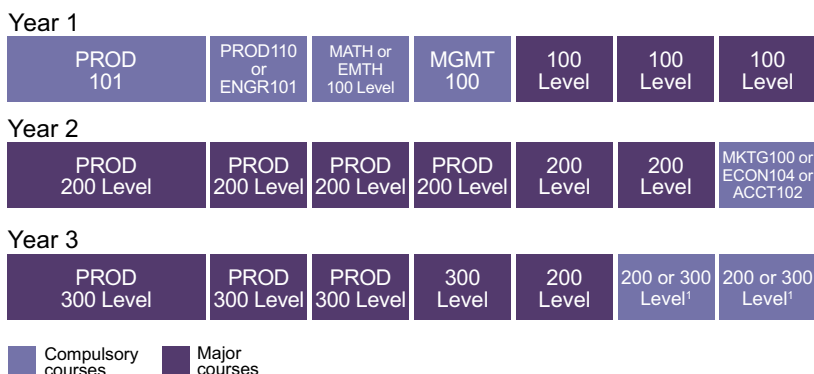 Year 1
PROD
101
PROD110
or
ENGR101
MATH or
EMTH
100 Level
MGMT
100
100
Level
100
Level
100
Level
Year 2
PROD
200 Level
PROD
200 Level
PROD
200 Level
PROD
200 Level
200
Level
200
Level
MKTG100 or
ECON104 or
ACCT102
Year 3
PROD
300 Level
PROD
300 Level
PROD
300 Level
300
Level
200
Level
200 or 300
Level¹
200 or 300
Level¹
Compulsory
courses
Major
courses